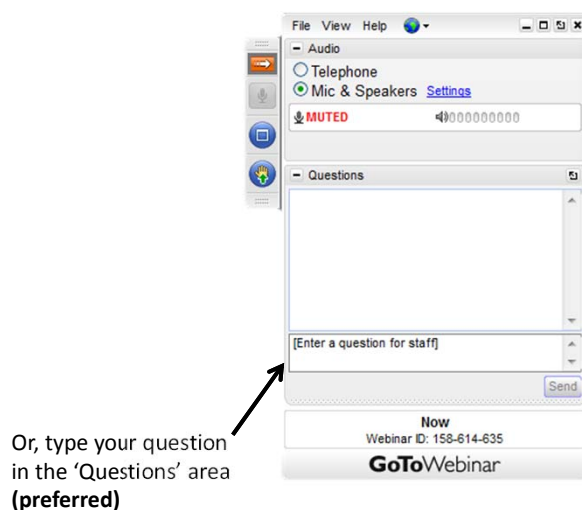 File View Help
Audio
Telephone
Mic & Speakers Settings
MUTED
Questions
[Enter a question for staff]
Send
Now
Webinar ID: 158-614-635
GoToWebinar
Or, type your question
in the ‘Questions’ area
(preferred)